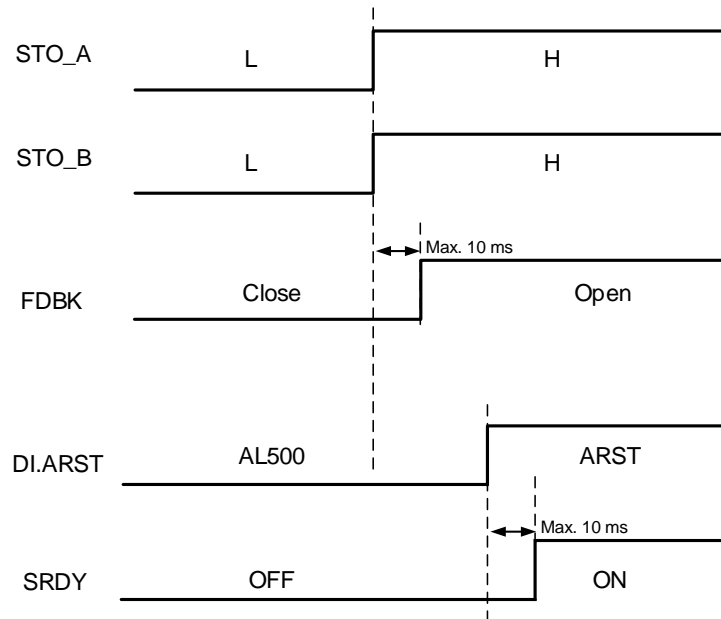 STO_A
L
H
STO_B
L
H
Max. 10 ms
FDBK
Close
Open
DI.ARST
AL500
ARST
Max. 10 ms
SRDY
OFF
ON